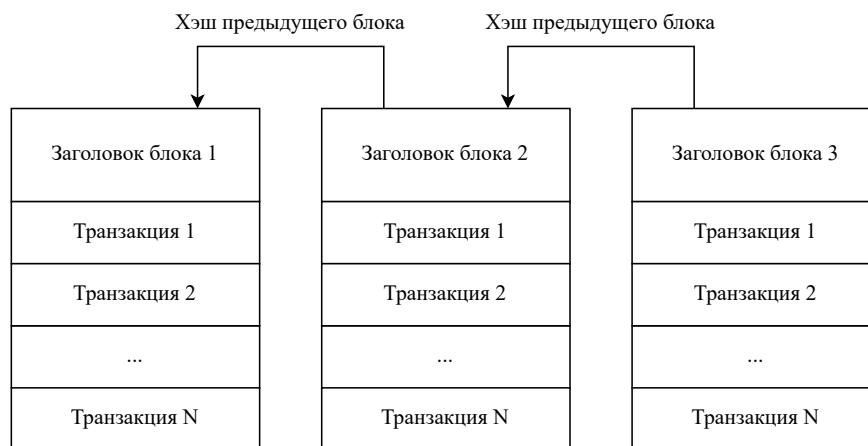 Хэш предыдущего блока
Хэш предыдущего блока
Заголовок блока 1
Заголовок блока 2
Заголовок блока 3
Транзакция 1
Транзакция 1
Транзакция 1
Транзакция 2
Транзакция 2
Транзакция 2
...
...
...
Транзакция N
Транзакция N
Транзакция N